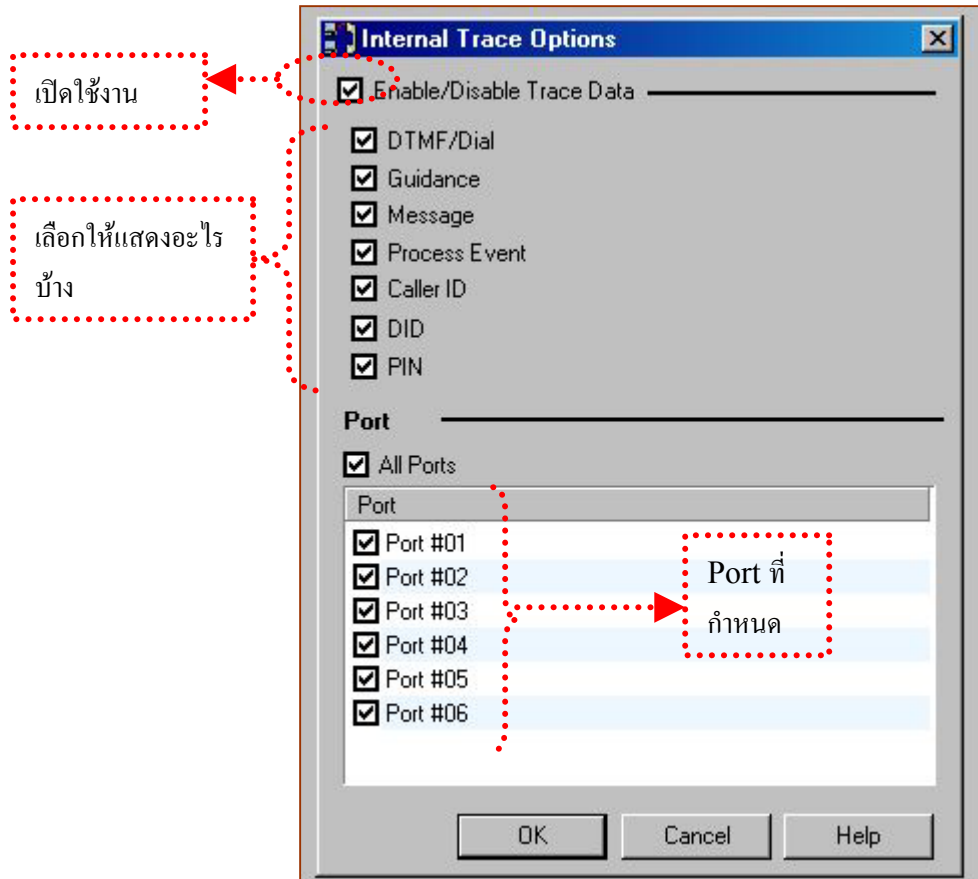 Internal Trace Options
เปิดใช้งาน
Enable/Disable Trace Data
DTMF/Dial
Guidance
Message
เลือกให้แสดงอะไร
บ้าง
Process Event
Caller ID
DID
PIN
Port
All Ports
Port
Port #01
Port #02
Port #03
Port #04
Port #05
Port #06
Port ที่
กำหนด
OK
Cancel
Help